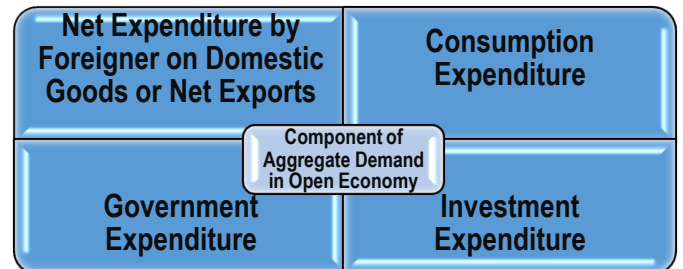 Net Expenditure by
Foreigner on Domestic
Goods or Net Exports
Consumption
Expenditure
Component of
Aggregate Demand
in Open Economy
Government
Expenditure
Investment
Expenditure